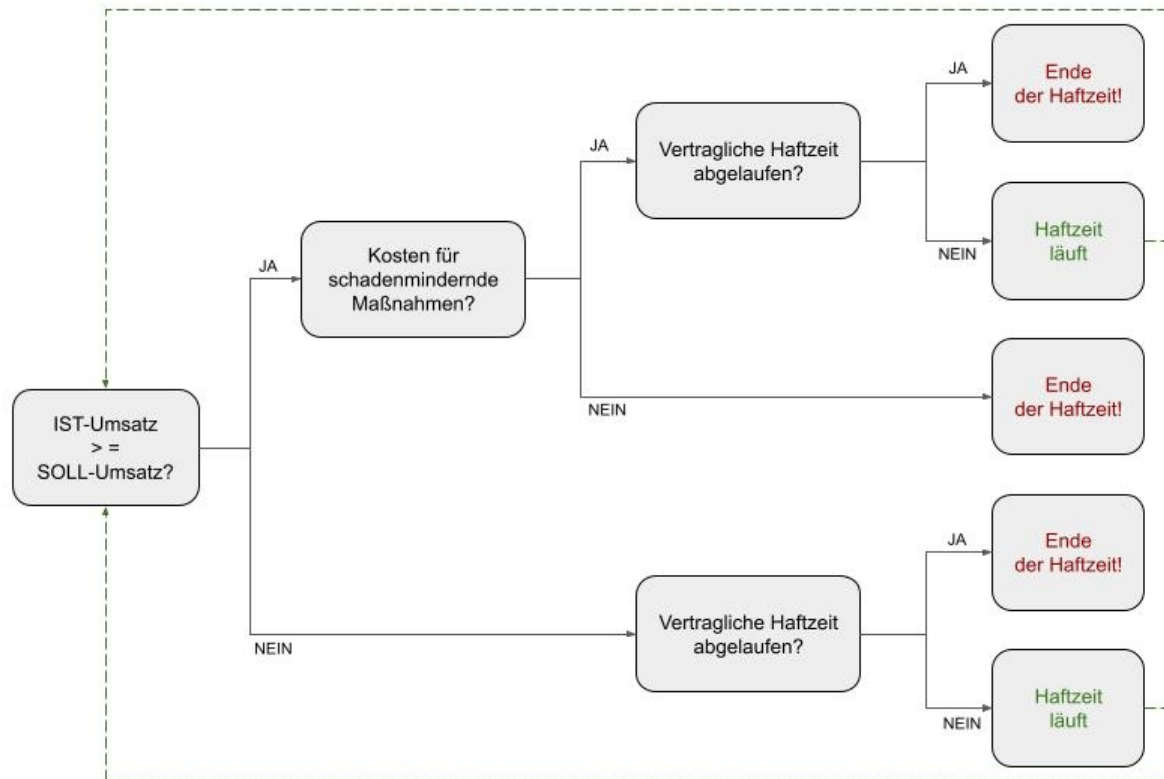 JA
Ende
der Haftzeit!
JA
Vertragliche Haftzeit
abgelaufen?
NEIN
Haftzeit
läuft
JA
Kosten für
schadenmindernde
Maßnahmen?
NEIN
Ende
der Haftzeit!
IST-Umsatz
> =
SOLL-Umsatz?
JA
Ende
der Haftzeit!
NEIN
Vertragliche Haftzeit
abgelaufen?
NEIN
Haftzeit
läuft